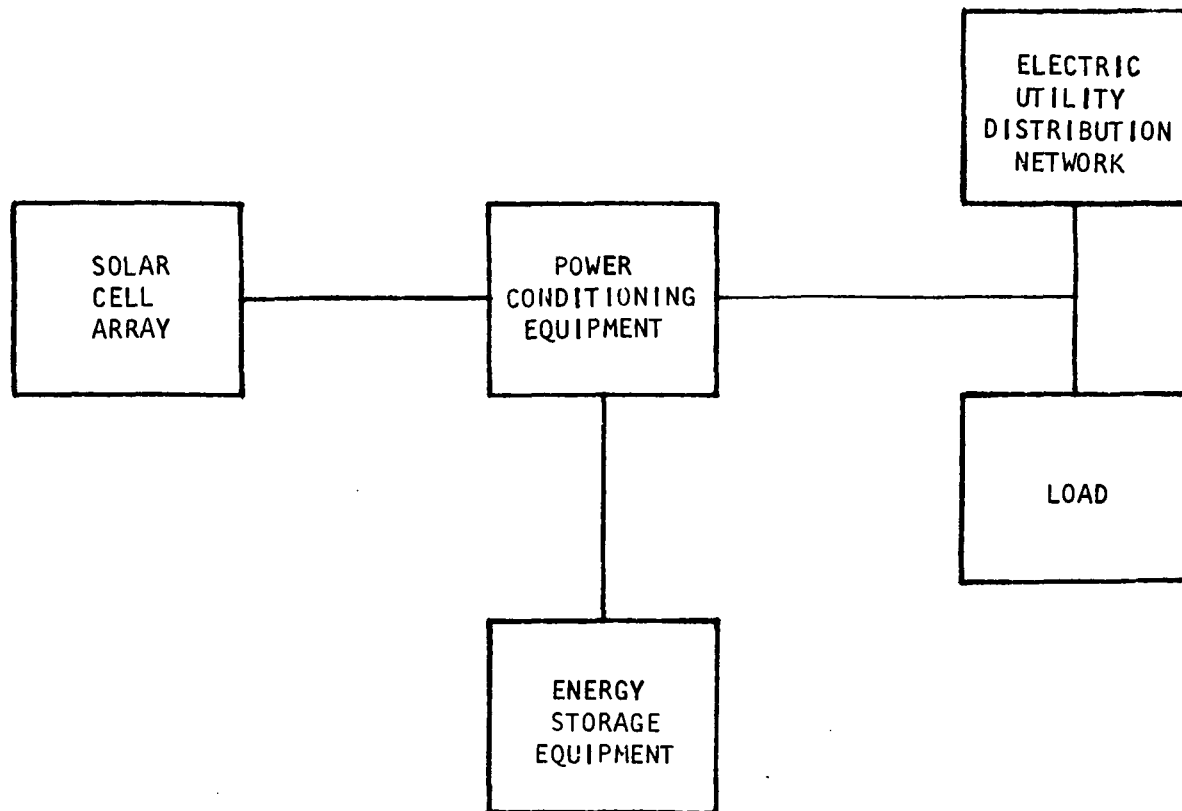 ELECTRIC
UTILITY
DISTRIBUTION
NETWORK
SOLAR
CELL
ARRAY
POWER
CONDITIONING
EQUIPMENT
LOAD
ENERGY
STORAGE
EQUIPMENT